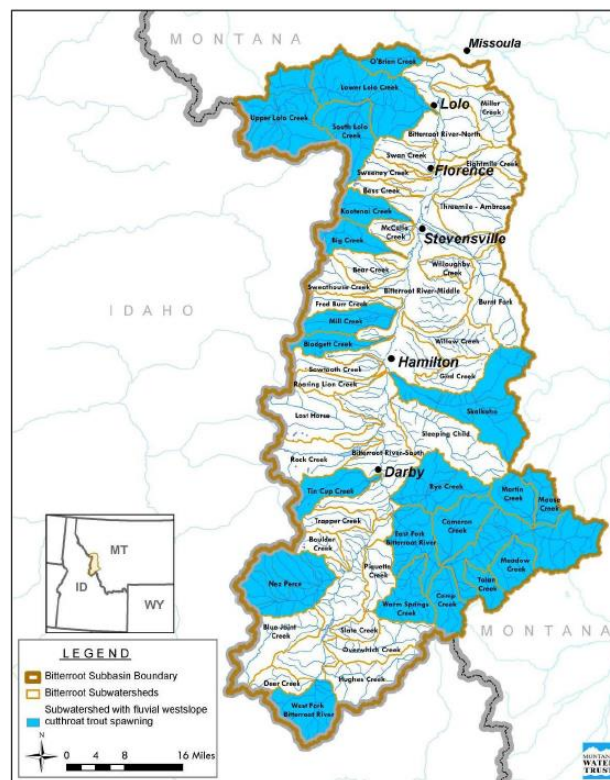 MONTANA
Missoula
O'Brien Creek
Lower Lolo Creek
Upper Lolo Creek
Lolo
Miller
Creek
South Lolo
Creek
Bitterroot River-North
Swan Creek
Eightmile Creek
Florence
Sweeney Creek
Bass Creek
Threemile - Ambrose
Kootenai Creek
McCalla
Creek
Stevensville
Big Creek
Willoughby
Creek
Bear Creek
Sweathouse Creek
Bitterroot River-Middle
Burnt Fork
Fred Burr Creek
IDAHO
Mill Creek
Willow Creek
Blodgett Creek
Hamilton
Sawtooth Creek
Gird Creek
Roaring Lion Creek
Skalkaho
Lost Horse
Sleeping Child
Bitterroot River-South
Rock Creek
Darby
Rye Creek
Martin
Creek
Moose
Creek
Tin Cup Creek
Cameron
Creek
Trapper Creek
East Fork
Bitterroot River
Boulder
Creek
Meadow
Creek
Piquette
Creek
Tolan
Creek
Nez Perce
Camp
Creek
Warm Springs
Creek
Blue Joint
Creek
Slate Creek
MONTANA
Overwhich Creek
Deer Creek
Hughes Creek
West Fork
Bitterroot River
MT
ID
WY
LEGEND
Bitterroot Subbasin Boundary
Bitterroot Subwatersheds
Subwatershed with fluvial westslope
cutthroat trout spawning
N
0 4 8 16 Miles
MONTANA
WATER
TRUST